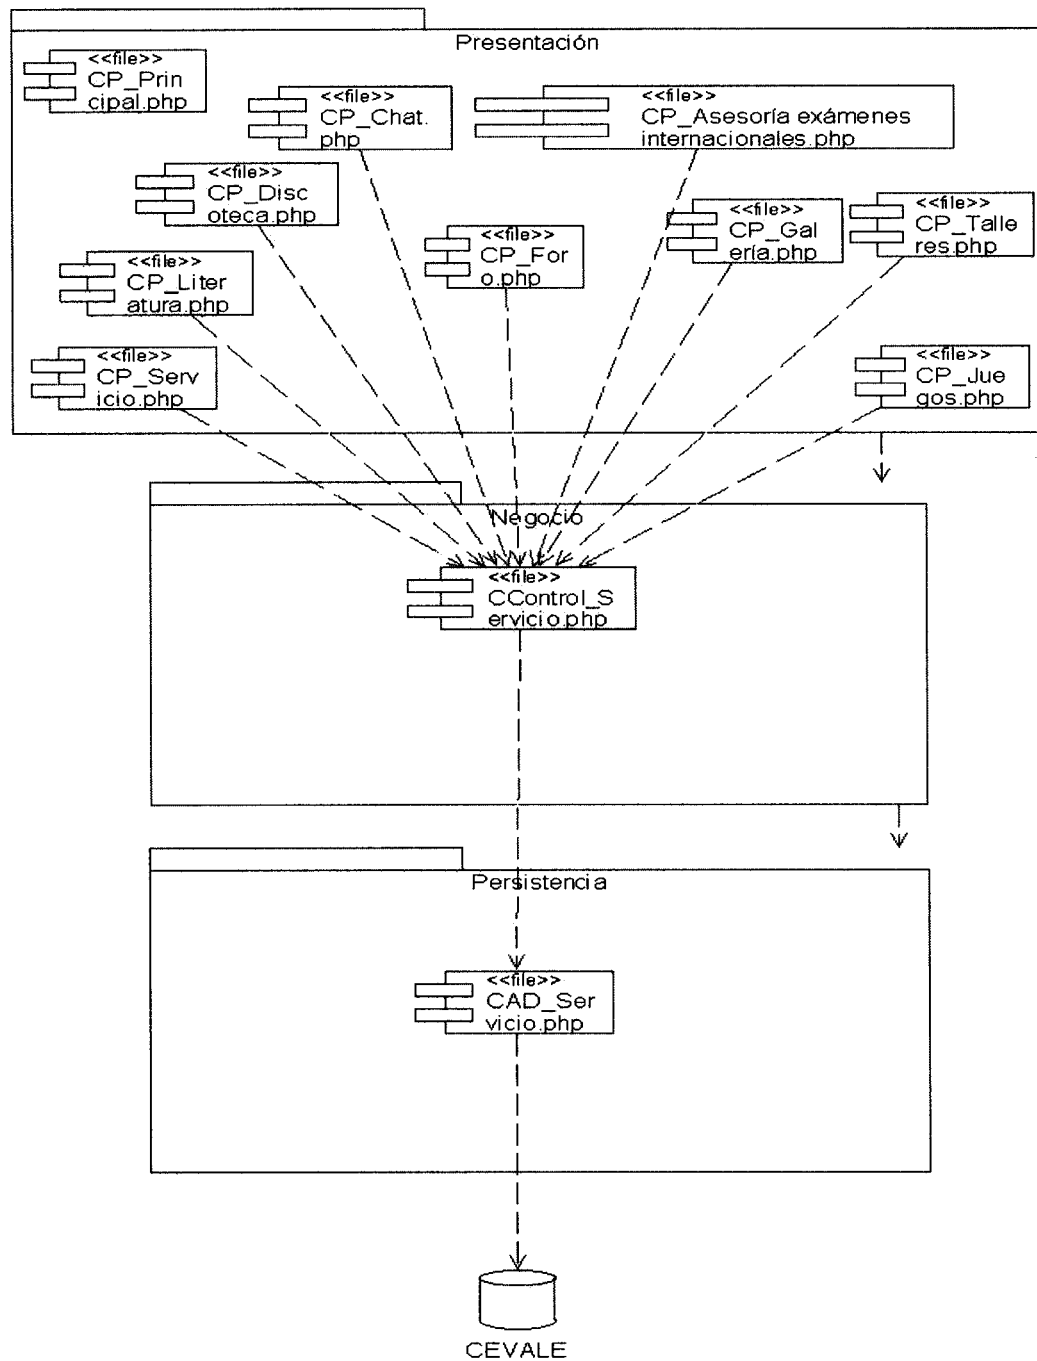 Presentación
<<file>>
CP_Prin
cipal.php
<<file>>
CP_Chat.
php
<<file>>
CP_Asesoría exámenes
internacionales.php
<<file>>
CP_Disc
oteca.php
<<file>>
CP_Gal
ería.php
<<file>>
CP_Talle
res.php
<<file>>
CP_For
o.php
<<file>>
CP_Liter
atura.php
<<file>>
CP_Serv
icio.php
<<file>>
CP_Jue
gos.php
Negocio
<<file>>
CControl_S
ervicio.php
Persistencia
<<file>>
CAD_Ser
vicio.php
CEVALE